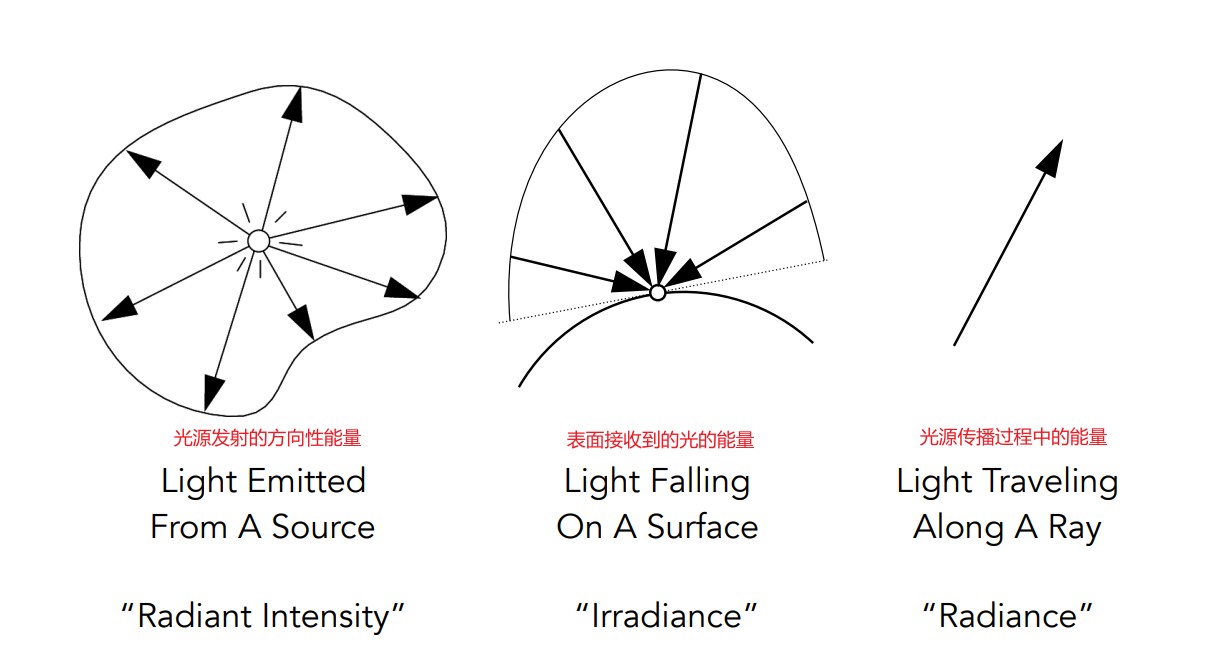 光源发射的方向性能量
Light Emitted
From A Source
“Radiant Intensity”
表面接收到的光的能量
Light Falling
On A Surface
“Irradiance”
光源传播过程中的能量
Light Traveling
Along A Ray
“Radiance”